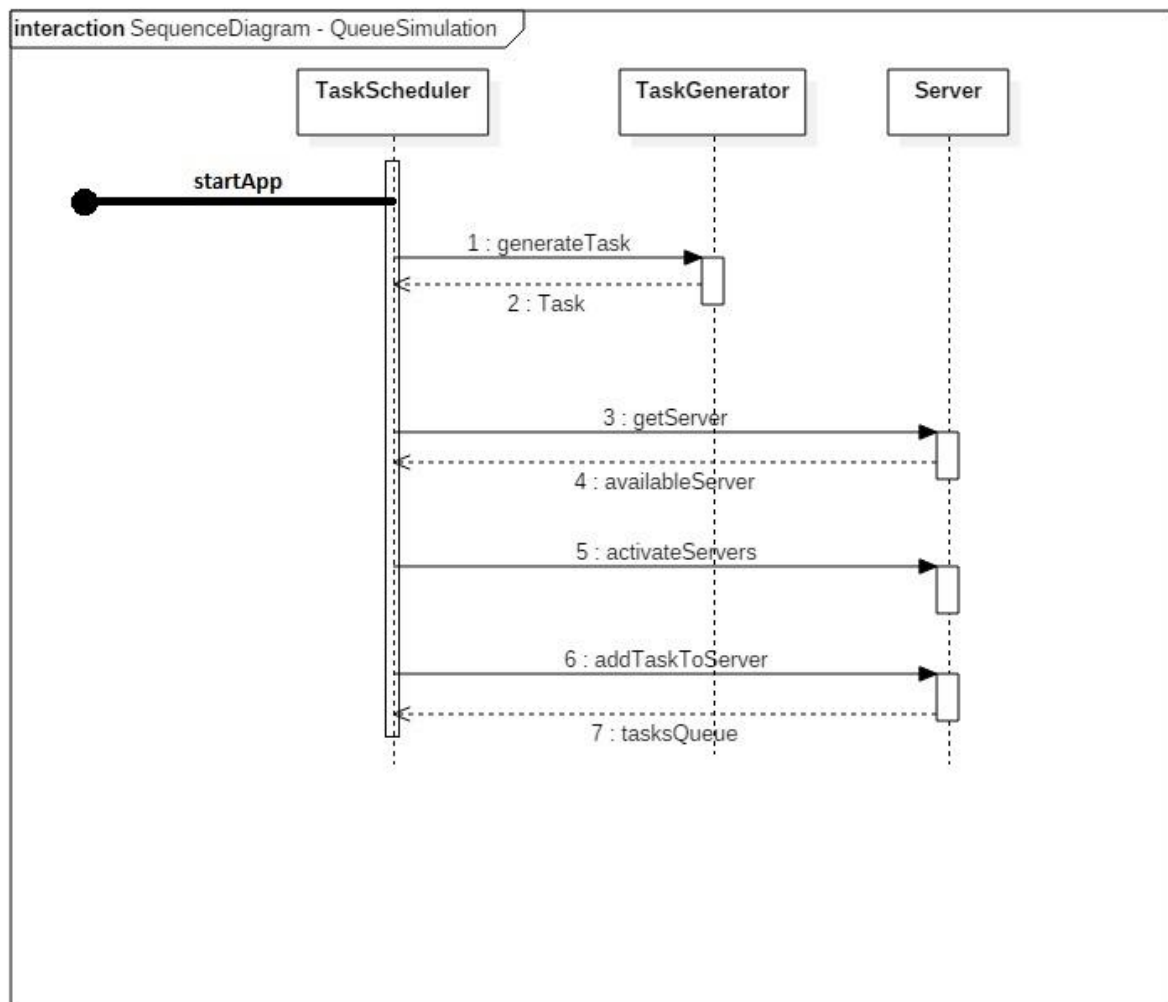 interaction SequenceDiagram - QueueSimulation
TaskScheduler
TaskGenerator
Server
startApp
1 : generateTask
2 : Task
3 : getServer
4 : availableServer
5 : activateServers
6 : addTaskToServer
7 : tasksQueue